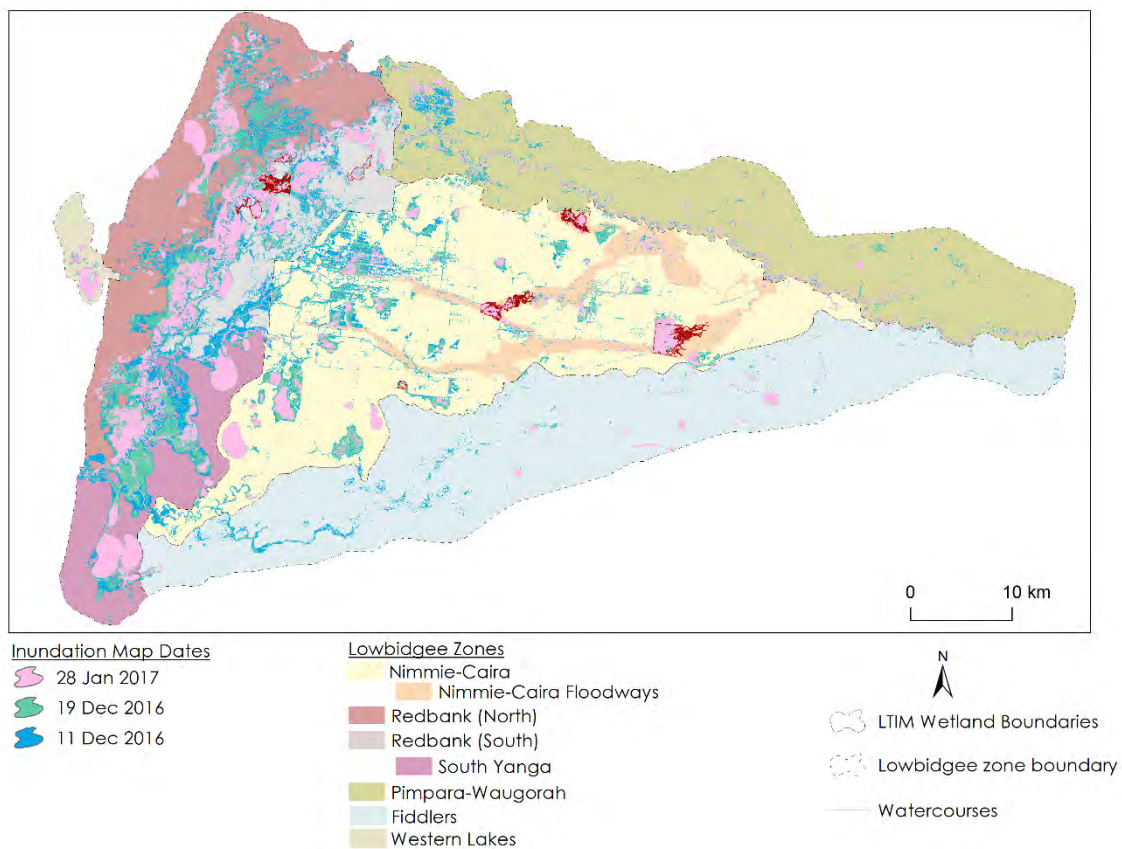 0 10 km
Inundation Map Dates
28 Jan 2017
19 Dec 2016
11 Dec 2016
Lowbidgee Zones
Nimmie-Caira
Nimmie-Caira Floodways
Redbank (North)
Redbank (South)
South Yanga
Pimpara-Waugorah
Fiddlers
Western Lakes
N
LTIM Wetland Boundaries
Lowbidgee zone boundary
Watercourses